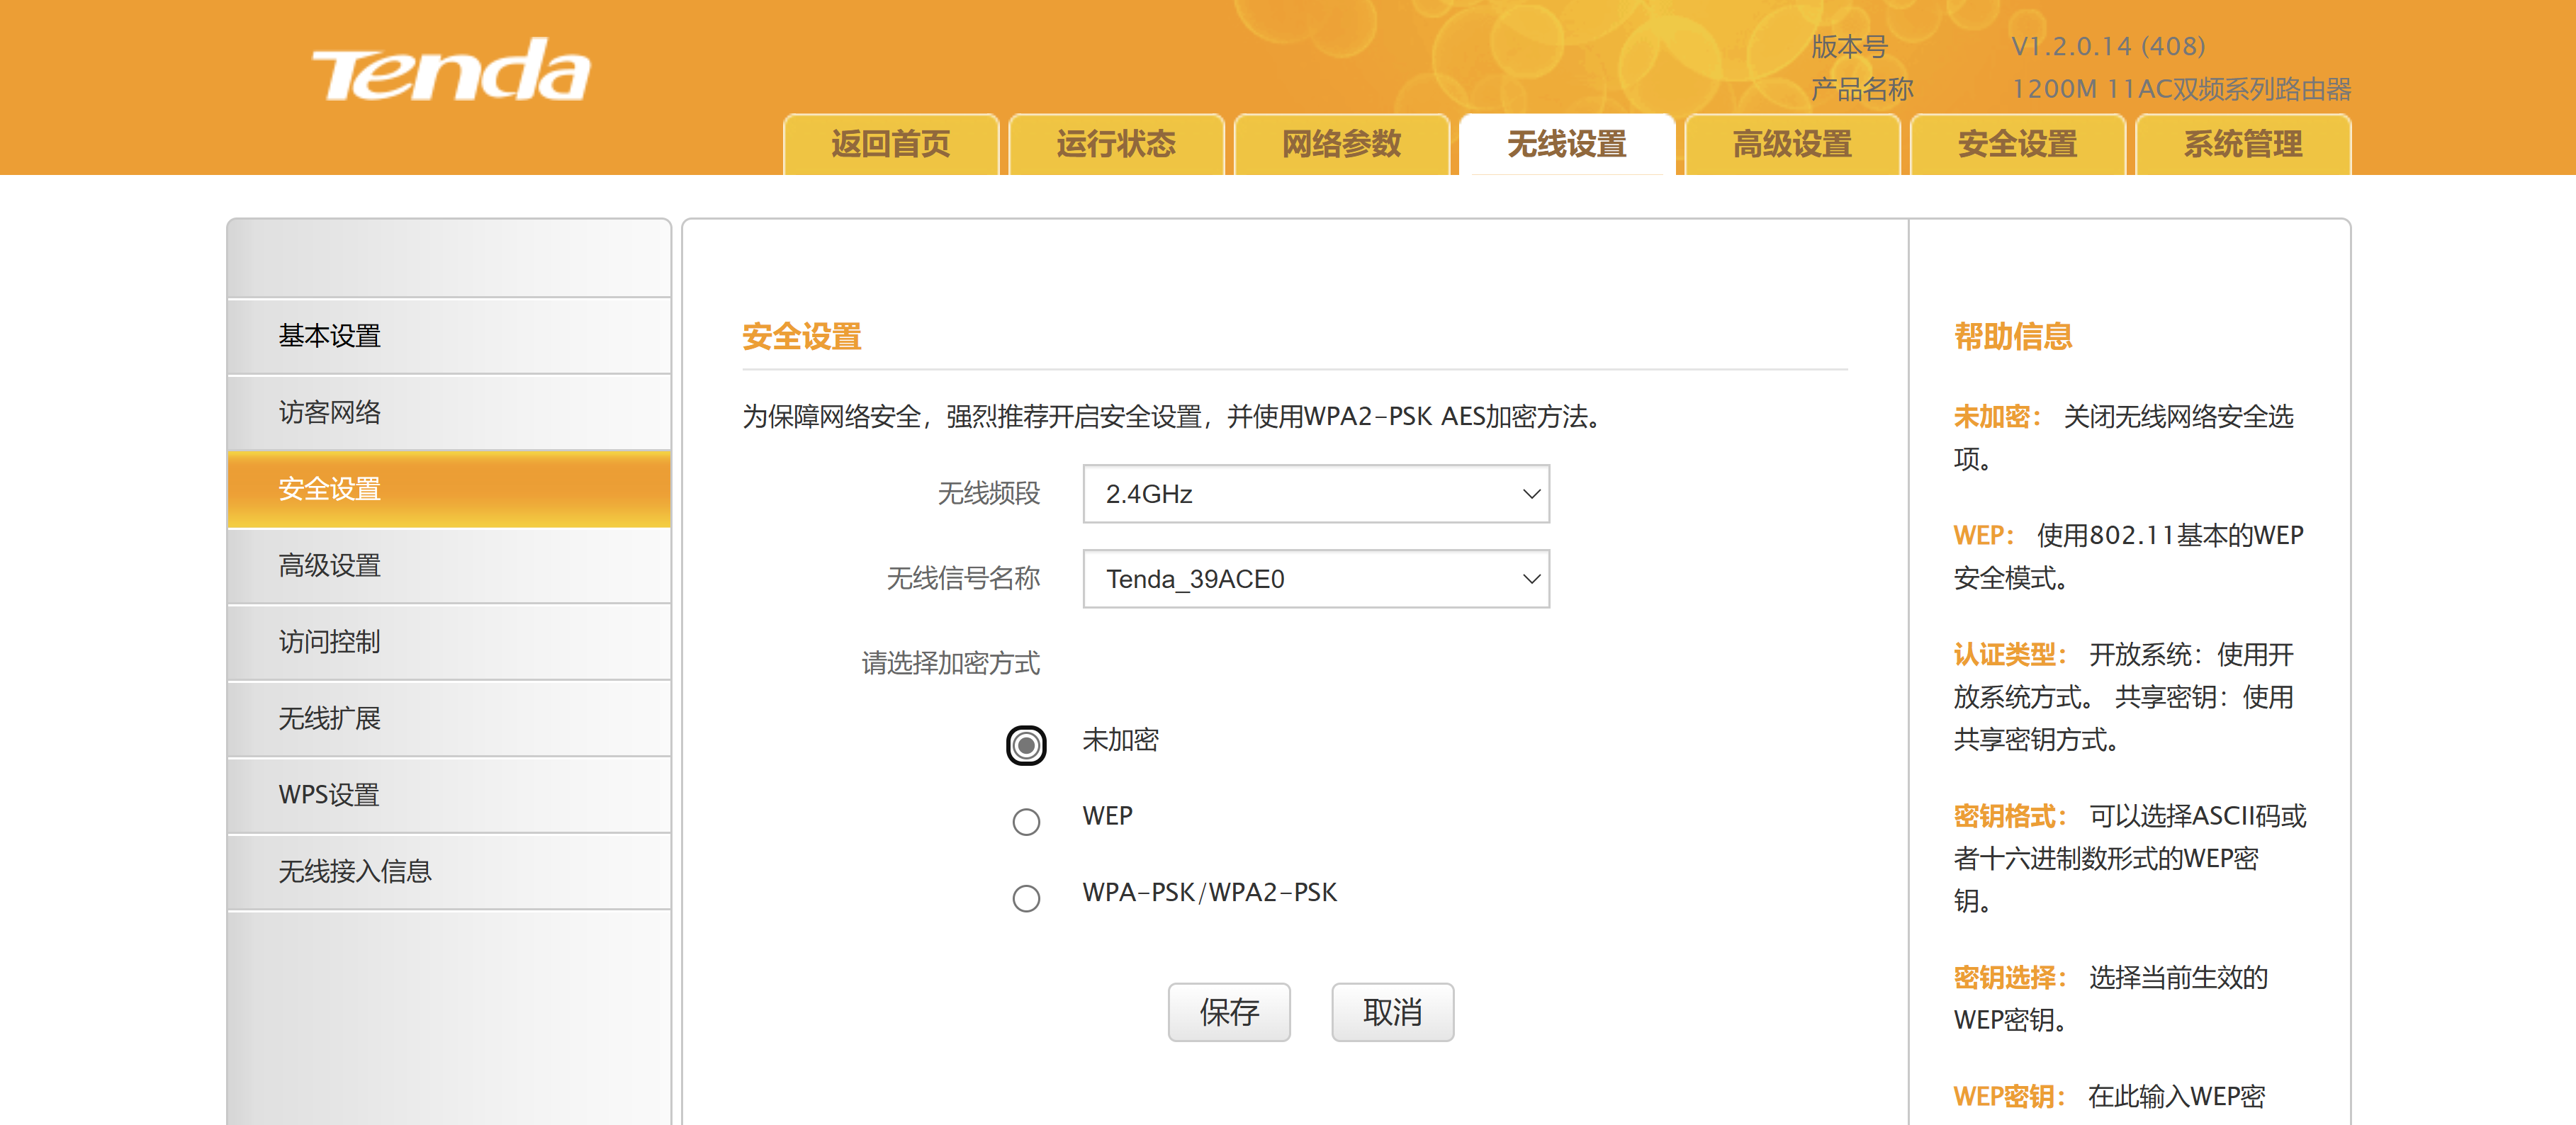 Tenda
版本号 V1.2.0.14 (408)
产品名称 1200M 11AC双频系列路由器
返回首页 运行状态 网络参数 无线设置 高级设置 安全设置 系统管理
基本设置
访客网络
安全设置
高级设置
访问控制
无线扩展
WPS设置
无线接入信息
安全设置
为保障网络安全，强烈推荐开启安全设置，并使用WPA2-PSK AES加密方法。
无线频段 2.4GHz
无线信号名称 Tenda_39ACE0
请选择加密方式
未加密
WEP
WPA-PSK/WPA2-PSK
保存 取消
帮助信息
未加密： 关闭无线网络安全选
项。
WEP： 使用802.11基本的WEP
安全模式。
认证类型： 开放系统：使用开
放系统方式。 共享密钥：使用
共享密钥方式。
密钥格式： 可以选择ASCII码或
者十六进制数形式的WEP密
钥。
密钥选择： 选择当前生效的
WEP密钥。
WEP密钥： 在此输入WEP密